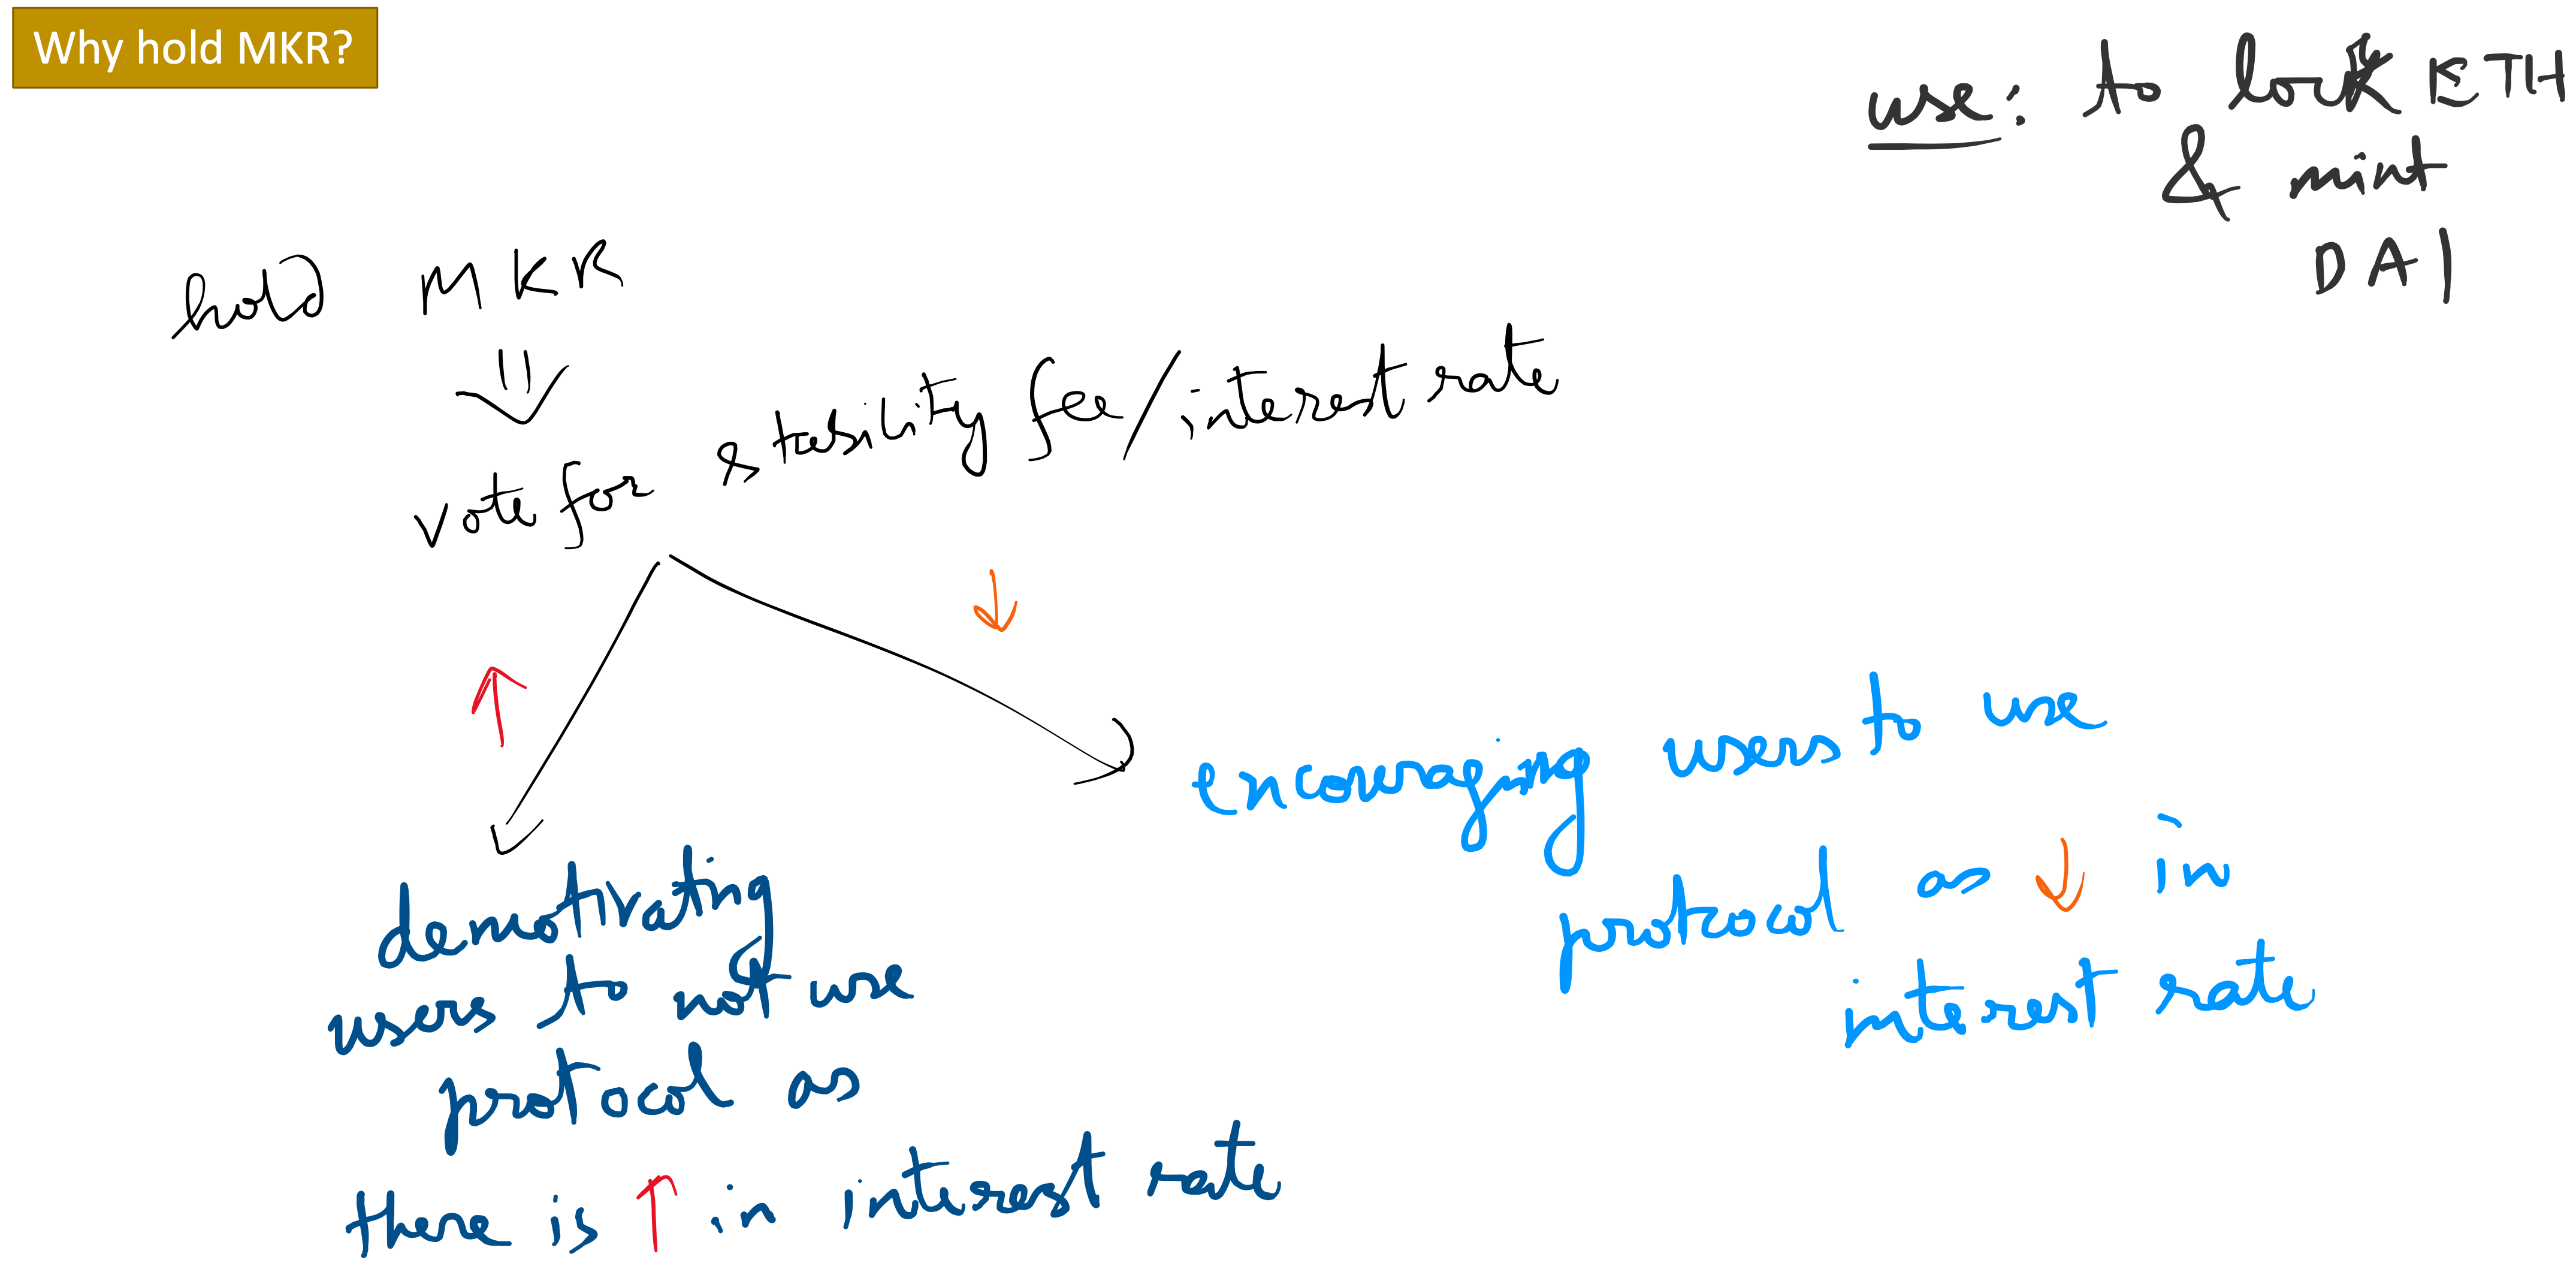 Why hold MKR?
use: to lock ETH
& mint
DAI
hold MKR
⇓
vote for stability fee/interest rate
↓
↑
encouraging users to use
protocol as ↓ in
interest rate
demotivating
users to not use
protocol as
there is ↑ in interest rate